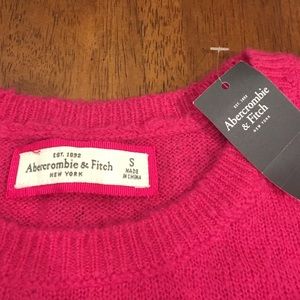 EST. 1892
Abercrombie & Fitch
NEW YORK
S
MADE
IN CHINA
EST. 1892
Abercrombie
& Fitch
NEW YORK